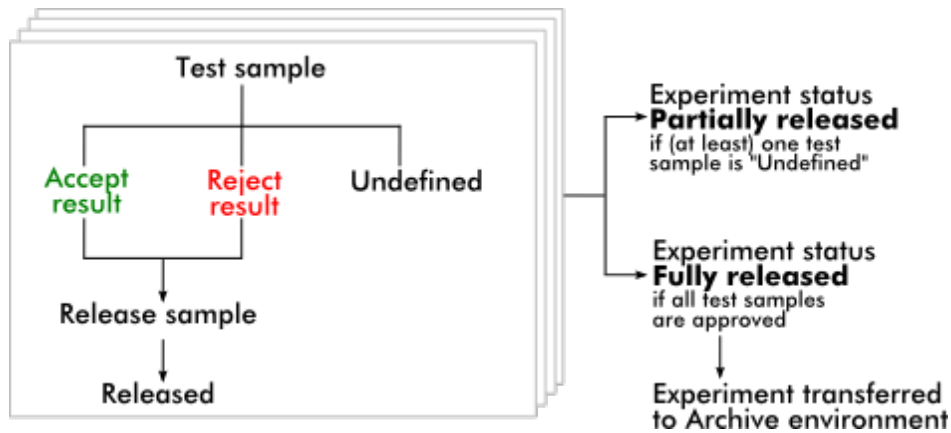 Test sample
Accept
result
Reject
result
Undefined
Release sample
Released
Experiment status
Partially released
if (at least) one test
sample is "Undefined"
Experiment status
Fully released
if all test samples
are approved
Experiment transferred
to Archive environment